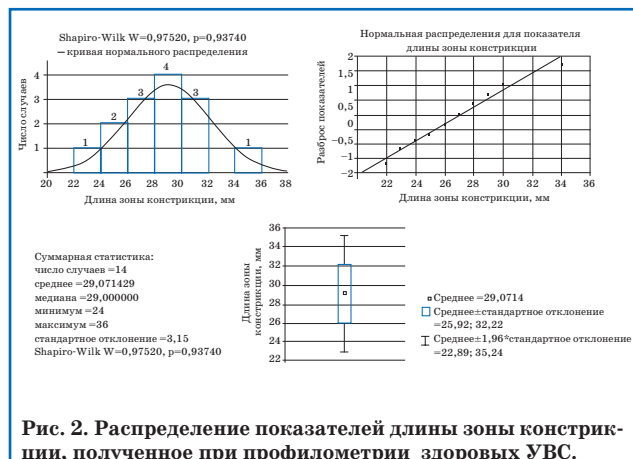 Shapiro-Wilk W=0,97520, p=0,93740
— кривая нормального распределения
Число случаев
4
3
2
1
1
2
3
4
3
1
20 22 24 26 28 30 32 34 36 38
Длина зоны констрикции, мм
Нормальная распределения для показателя
длины зоны констрикции
Разброс показателей
2
1,5
1
0,5
0
−0,5
−1
−2
20 22 24 26 28 30 32 34 36
Длина зоны констрикции, мм
Суммарная статистика:
число случаев =14
среднее =29,071429
медиана =29,000000
минимум =24
максимум =36
стандартное отклонение =3,15
Shapiro-Wilk W=0,97520, p=0,93740
Длина зоны
констрикции, мм
36
34
32
30
28
26
24
22
Среднее =29,0714
Среднее±стандартное отклонение
=25,92; 32,22
Среднее±1,96*стандартное отклонение
=22,89; 35,24
Рис. 2. Распределение показателей длины зоны констрик-
ции, полученное при профилометрии здоровых УВС.